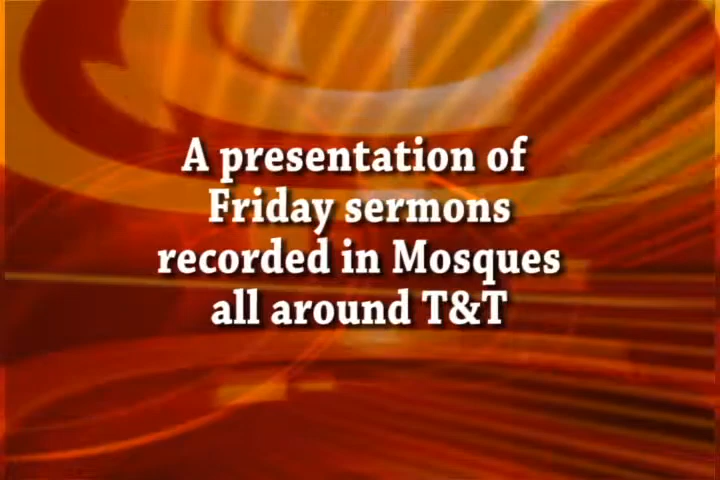 A presentation of
Friday sermons
recorded in Mosques
all around T&T